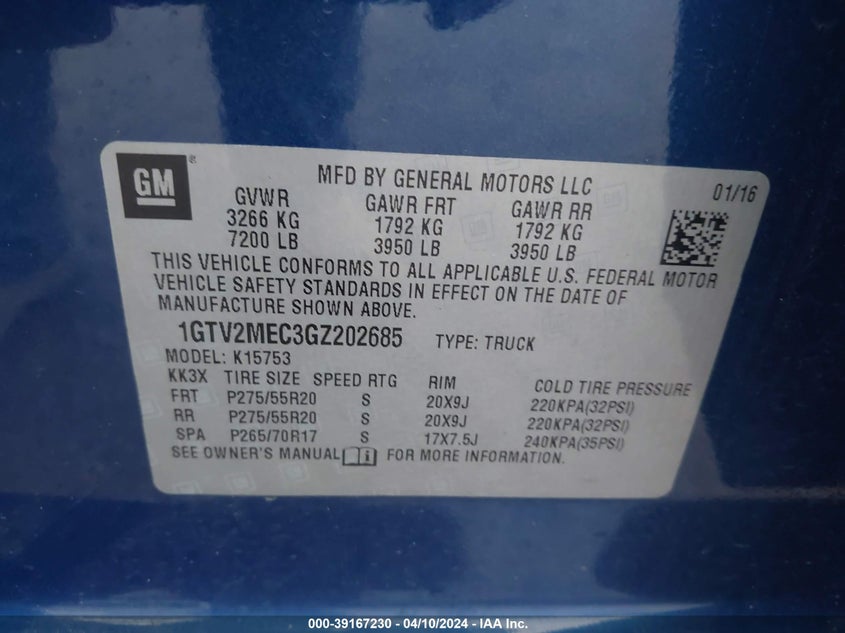 GM®
MFD BY GENERAL MOTORS LLC
01/16
GVWR GAWR FRT GAWR RR
3266 KG 1792 KG 1792 KG
7200 LB 3950 LB 3950 LB
THIS VEHICLE CONFORMS TO ALL APPLICABLE U.S. FEDERAL MOTOR
VEHICLE SAFETY STANDARDS IN EFFECT ON THE DATE OF
MANUFACTURE SHOWN ABOVE.
1GTV2MEC3GZ202685 TYPE: TRUCK
MODEL: K15753
KK3X TIRE SIZE SPEED RTG RIM COLD TIRE PRESSURE
FRT P275/55R20 S 20X9J 220KPA(32PSI)
RR P275/55R20 S 20X9J 220KPA(32PSI)
SPA P265/70R17 S 17X7.5J 240KPA(35PSI)
SEE OWNER'S MANUAL i FOR MORE INFORMATION.
000-39167230 - 04/10/2024 - IAA Inc.